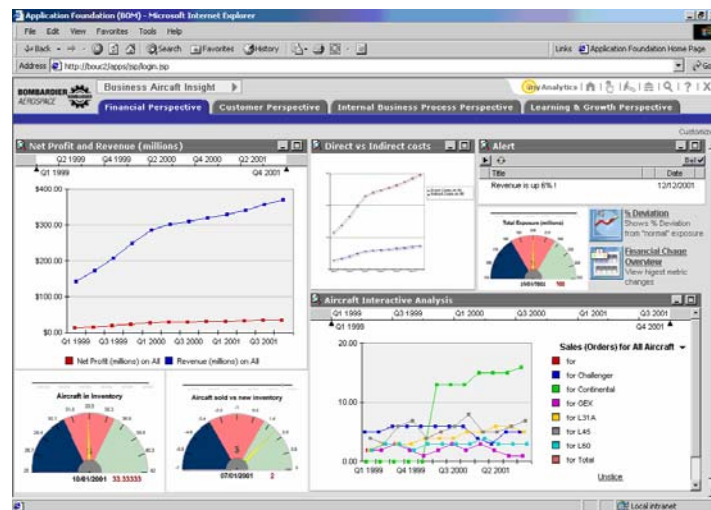 Application Foundation (BOM) - Microsoft Internet Explorer
File Edit View Favorites Tools Help
Back Search Favorites History
Links Application Foundation Home Page
Address http://bouc2/apps/jsp/login.jsp Go
BOMBARDIER AEROSPACE
Business Aircaft Insight
myAnalytics
Financial Perspective Customer Perspective Internal Business Process Perspective Learning & Growth Perspective
Customize
Net Profit and Revenue (millions)
Q2 1999 Q4 1999 Q2 2000 Q4 2000 Q2 2001
Q1 1999 Q4 2001
$400.00
$300.00
$200.00
$100.00
$0.00
Q1 1999 Q3 1999 Q1 2000 Q3 2000 Q1 2001 Q3 2001
Net Profit (millions) on All Revenue (millions) on All
Direct vs Indirect costs
Alert
Del
Title Date
Revenue is up 6% ! 12/12/2001
Total Exposure (millions)
% Deviation
Shows % Deviation
from "normal" exposure
Financial Chage
Overview
View higest metric
changes
Aircraft Interactive Analysis
Q1 1999 Q3 1999 Q1 2000 Q3 2000 Q1 2001 Q3 2001
Q1 1999 Q4 2001
20.00
10.00
0.00
Q1 1999 Q4 1999 Q3 2000 Q2 2001
Sales (Orders) for All Aircraft
for
for Challenger
for Continental
for GEX
for L31A
for L45
for L60
for Total
Unslice
Aircraft in Inventory
10/01/2001 33.33333
Aircaft sold vs new inventory
07/01/2001 2
Local intranet